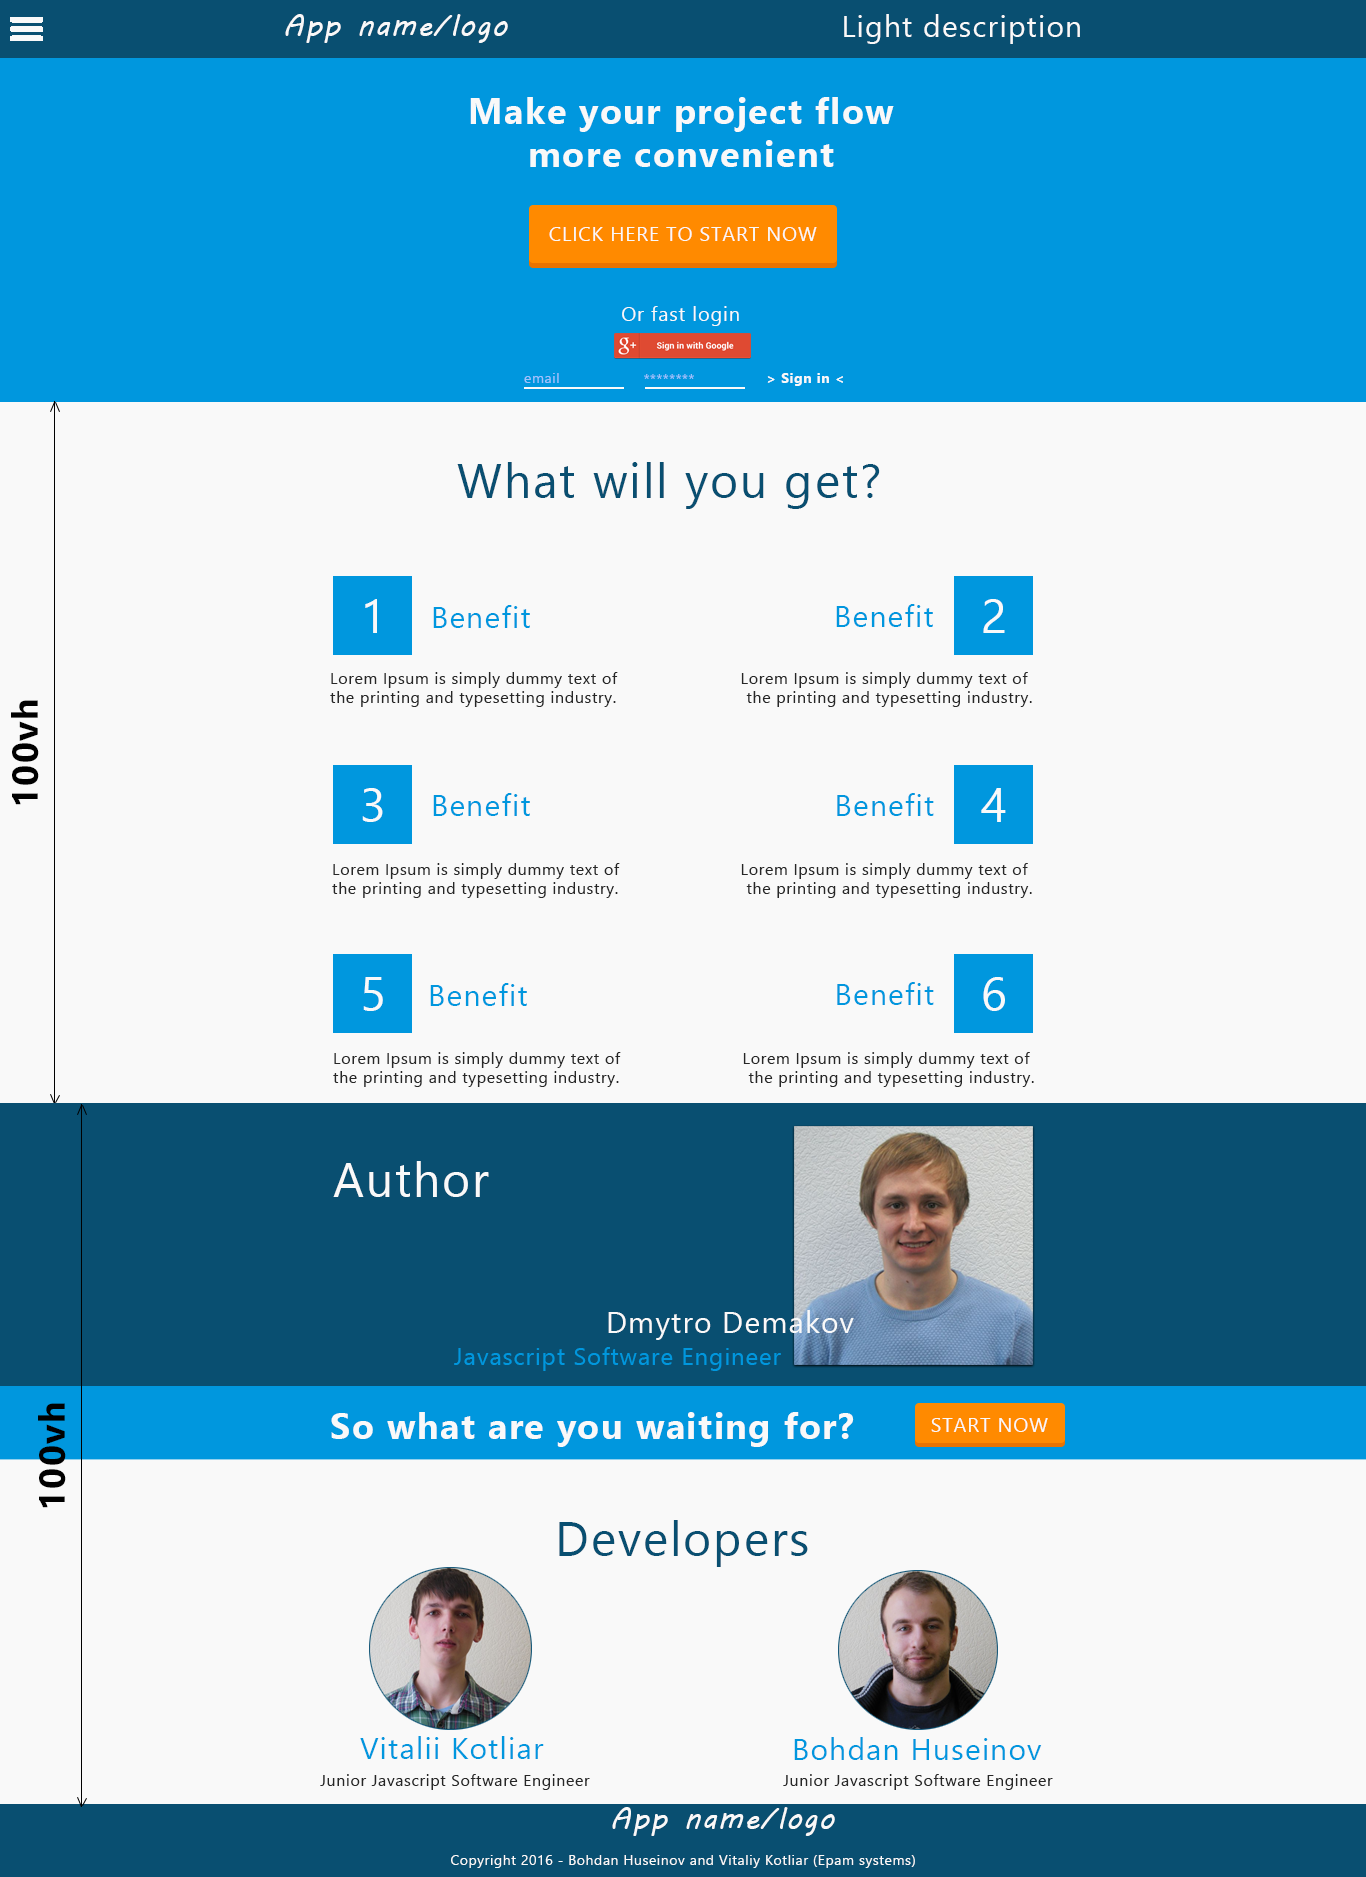 App name/logo
Light description
Make your project flow
more convenient
CLICK HERE TO START NOW
Or fast login
g+ Sign in with Google
email ******** > Sign in <
What will you get?
100vh
1 Benefit
Lorem Ipsum is simply dummy text of
the printing and typesetting industry.
Benefit 2
Lorem Ipsum is simply dummy text of
the printing and typesetting industry.
3 Benefit
Lorem Ipsum is simply dummy text of
the printing and typesetting industry.
Benefit 4
Lorem Ipsum is simply dummy text of
the printing and typesetting industry.
5 Benefit
Lorem Ipsum is simply dummy text of
the printing and typesetting industry.
Benefit 6
Lorem Ipsum is simply dummy text of
the printing and typesetting industry.
Author
Dmytro Demakov
Javascript Software Engineer
100vh
So what are you waiting for?
START NOW
Developers
Vitalii Kotliar
Junior Javascript Software Engineer
Bohdan Huseinov
Junior Javascript Software Engineer
App name/logo
Copyright 2016 - Bohdan Huseinov and Vitaliy Kotliar (Epam systems)